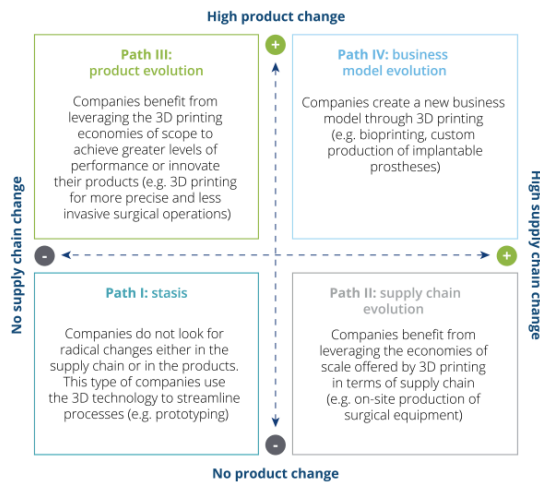 High product change
+
Path III:
product evolution
Companies benefit from
leveraging the 3D printing
economies of scope to
achieve greater levels of
performance or innovate
their products (e.g. 3D printing
for more precise and less
invasive surgical operations)
Path IV: business
model evolution
Companies create a new business
model through 3D printing
(e.g. bioprinting, custom
production of implantable
prostheses)
No supply chain change
-
+
High supply chain change
Path I: stasis
Companies do not look for
radical changes either in the
supply chain or in the products.
This type of companies use
the 3D technology to streamline
processes (e.g. prototyping)
Path II: supply chain
evolution
Companies benefit from
leveraging the economies of
scale offered by 3D printing
in terms of supply chain
(e.g. on-site production of
surgical equipment)
-
No product change